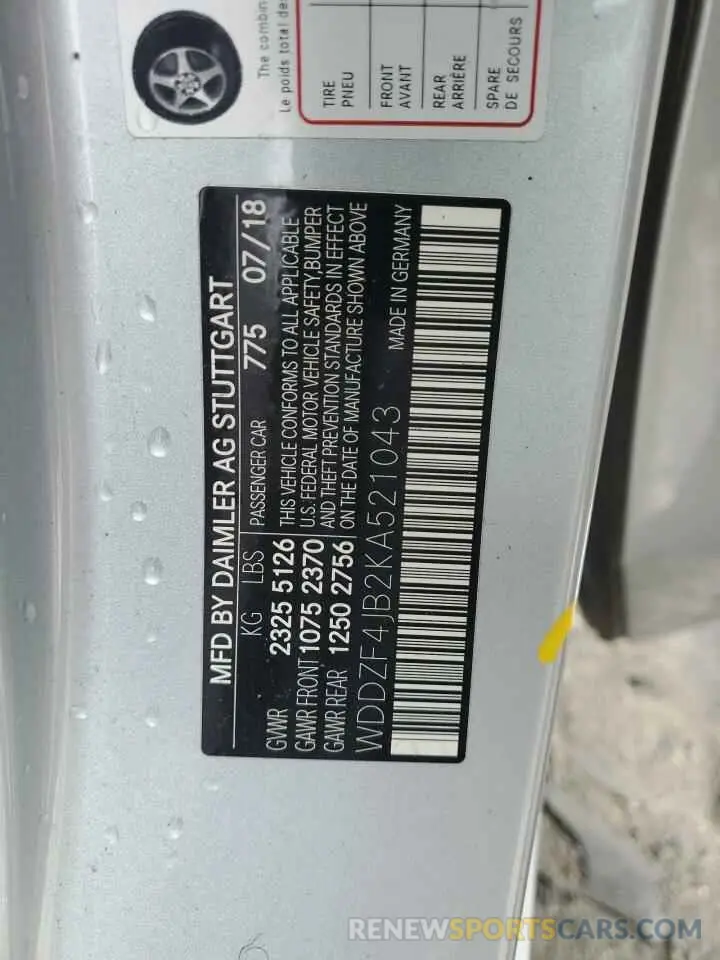 The combin
Le poids total des
TIRE
PNEU
FRONT
AVANT
REAR
ARRIÈRE
SPARE
DE SECOURS
MFD BY DAIMLER AG STUTTGART
KG LBS PASSENGER CAR 775 07/18
GVWR 2325 5126 THIS VEHICLE CONFORMS TO ALL APPLICABLE
GAWR FRONT 1075 2370 U.S. FEDERAL MOTOR VEHICLE SAFETY,BUMPER
GAWR REAR 1250 2756 AND THEFT PREVENTION STANDARDS IN EFFECT
ON THE DATE OF MANUFACTURE SHOWN ABOVE
WDDZF4JB2KA521043 MADE IN GERMANY
RENEWSPORTSCARS.COM